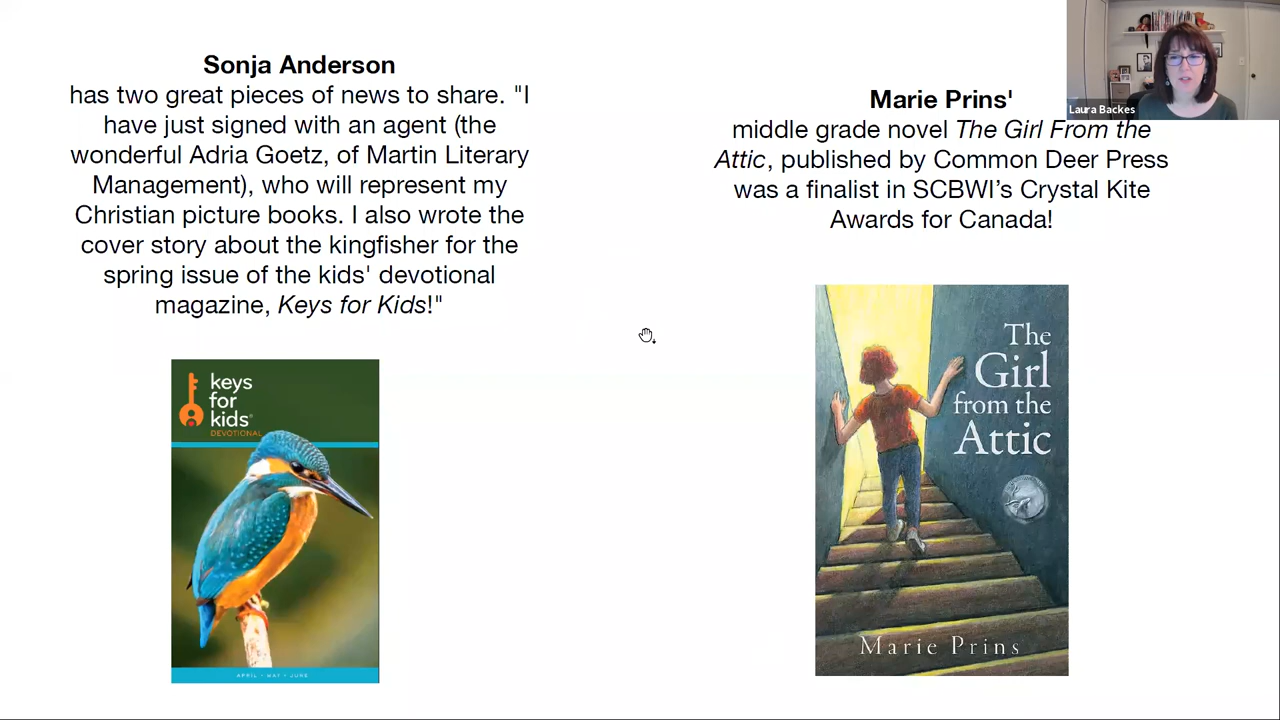 Sonja Anderson
has two great pieces of news to share. "I
have just signed with an agent (the
wonderful Adria Goetz, of Martin Literary
Management), who will represent my
Christian picture books. I also wrote the
cover story about the kingfisher for the
spring issue of the kids' devotional
magazine, Keys for Kids!"
keys
for
kids®
DEVOTIONAL
APRIL • MAY • JUNE
Laura Backes
Marie Prins'
middle grade novel The Girl From the
Attic, published by Common Deer Press
was a finalist in SCBWI’s Crystal Kite
Awards for Canada!
The
Girl
from the
Attic
Marie Prins